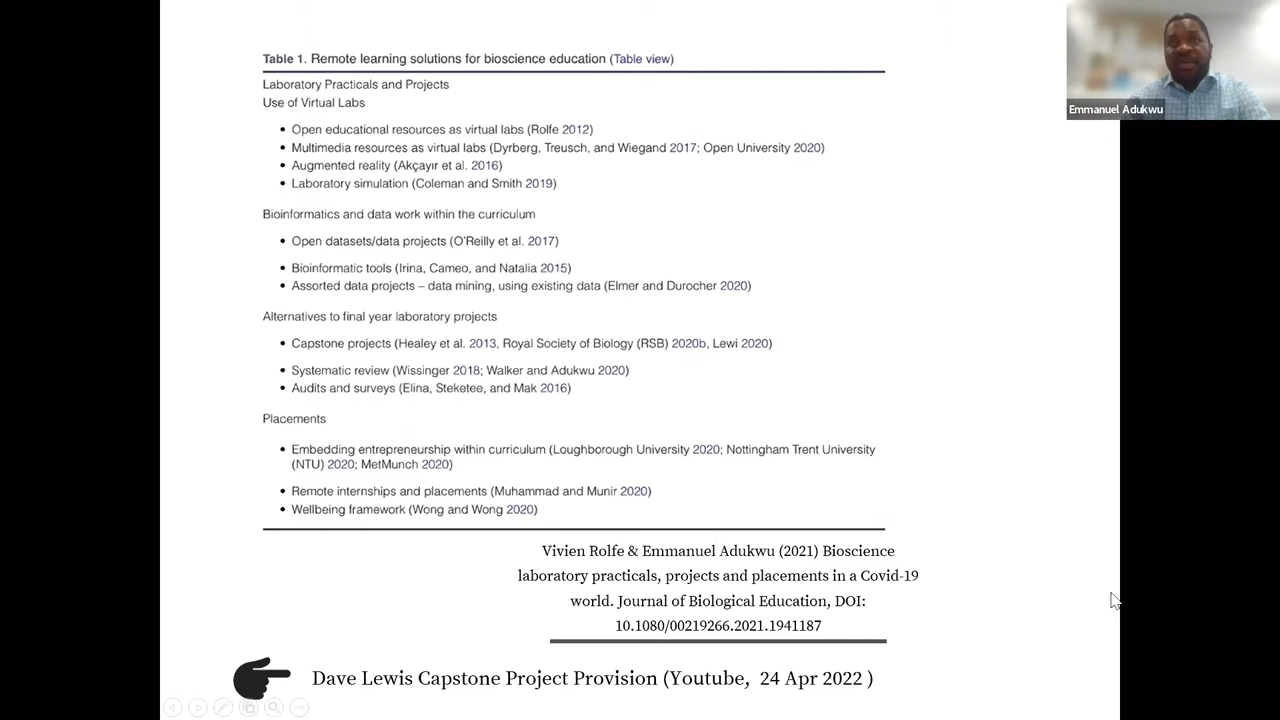 Table 1. Remote learning solutions for bioscience education (Table view)
Laboratory Practicals and Projects
Use of Virtual Labs
• Open educational resources as virtual labs (Rolfe 2012)
• Multimedia resources as virtual labs (Dyrberg, Treusch, and Wiegand 2017; Open University 2020)
• Augmented reality (Akçayır et al. 2016)
• Laboratory simulation (Coleman and Smith 2019)
Bioinformatics and data work within the curriculum
• Open datasets/data projects (O'Reilly et al. 2017)
• Bioinformatic tools (Irina, Cameo, and Natalia 2015)
• Assorted data projects – data mining, using existing data (Elmer and Durocher 2020)
Alternatives to final year laboratory projects
• Capstone projects (Healey et al. 2013, Royal Society of Biology (RSB) 2020b, Lewi 2020)
• Systematic review (Wissinger 2018; Walker and Adukwu 2020)
• Audits and surveys (Elina, Steketee, and Mak 2016)
Placements
• Embedding entrepreneurship within curriculum (Loughborough University 2020; Nottingham Trent University
(NTU) 2020; MetMunch 2020)
• Remote internships and placements (Muhammad and Munir 2020)
• Wellbeing framework (Wong and Wong 2020)
Vivien Rolfe & Emmanuel Adukwu (2021) Bioscience
laboratory practicals, projects and placements in a Covid-19
world. Journal of Biological Education, DOI:
10.1080/00219266.2021.1941187
Dave Lewis Capstone Project Provision (Youtube, 24 Apr 2022 )
Emmanuel Adukwu